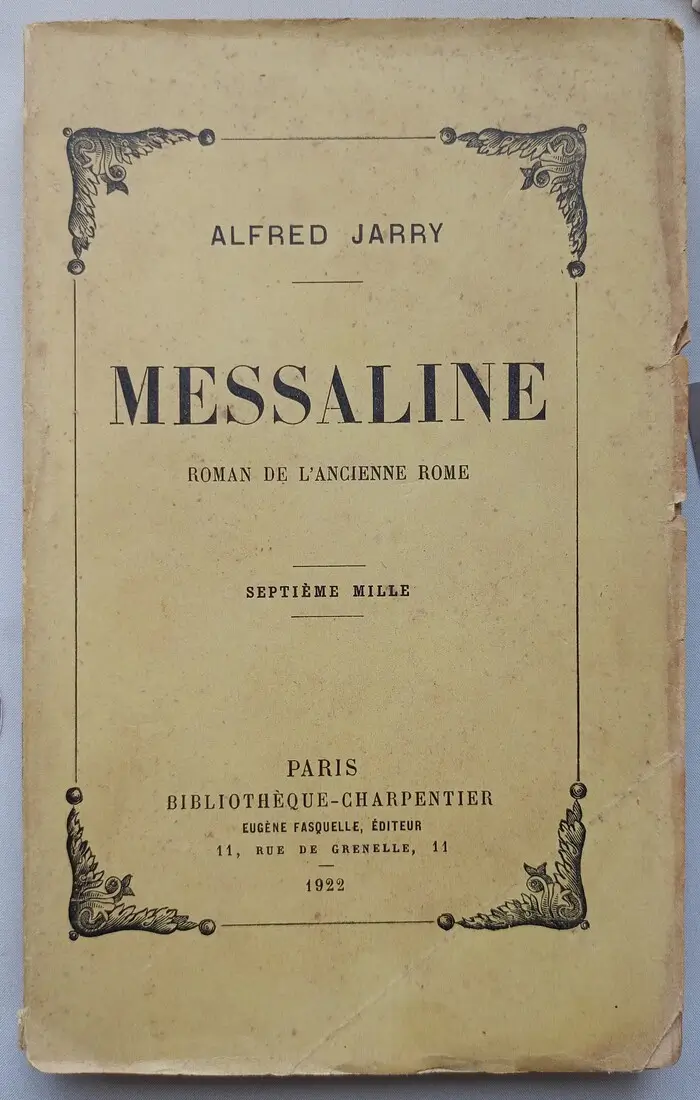 ALFRED JARRY
MESSALINE
ROMAN DE L'ANCIENNE ROME
SEPTIÈME MILLE
PARIS
BIBLIOTHÈQUE-CHARPENTIER
EUGÈNE FASQUELLE, ÉDITEUR
11, RUE DE GRENELLE, 11
1922